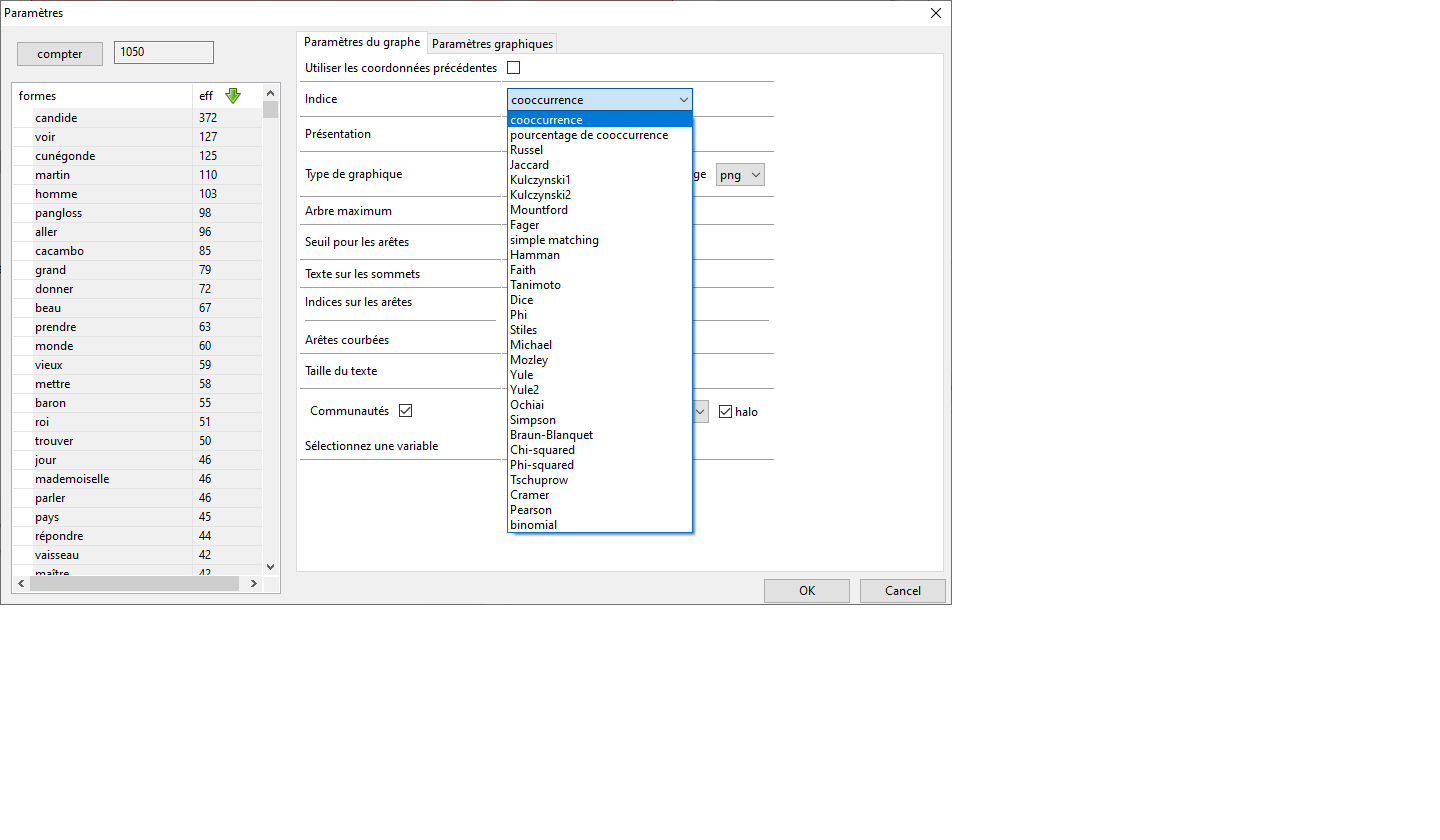 Paramètres
compter
1050
formes eff
candide 372
voir 127
cunégonde 125
martin 110
homme 103
pangloss 98
aller 96
cacambo 85
grand 79
donner 72
beau 67
prendre 63
monde 60
vieux 59
mettre 58
baron 55
roi 51
trouver 50
jour 46
mademoiselle 46
parler 46
pays 45
répondre 44
vaisseau 42
maître 42
Paramètres du graphe
Paramètres graphiques
Utiliser les coordonnées précédentes
Indice
cooccurrence
cooccurrence
pourcentage de cooccurrence
Russel
Jaccard
Kulczynski1
Kulczynski2
Mountford
Fager
simple matching
Hamman
Faith
Tanimoto
Dice
Phi
Stiles
Michael
Mozley
Yule
Yule2
Ochiai
Simpson
Braun-Blanquet
Chi-squared
Phi-squared
Tschuprow
Cramer
Pearson
binomial
Présentation
Type de graphique
ge png
Arbre maximum
Seuil pour les arêtes
Texte sur les sommets
Indices sur les arêtes
Arêtes courbées
Taille du texte
Communautés
halo
Sélectionnez une variable
OK
Cancel